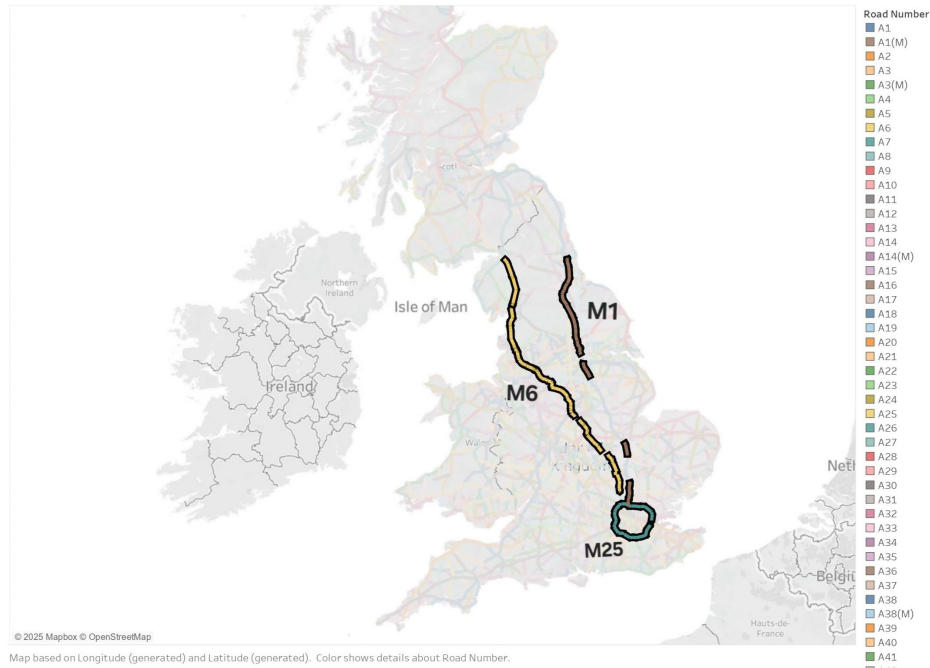 Road Number
A1
A1(M)
A2
A3
A3(M)
A4
A5
A6
A7
A8
A9
A10
A11
A12
A13
A14
A14(M)
A15
A16
A17
A18
A19
A20
A21
A22
A23
A24
A25
A26
A27
A28
A29
A30
A31
A32
A33
A34
A35
A36
A37
A38
A38(M)
A39
A40
A41
Northern
Ireland
Isle of Man
M1
Ireland
M6
M25
Hauts-de-
France
© 2025 Mapbox © OpenStreetMap
Map based on Longitude (generated) and Latitude (generated). Color shows details about Road Number.